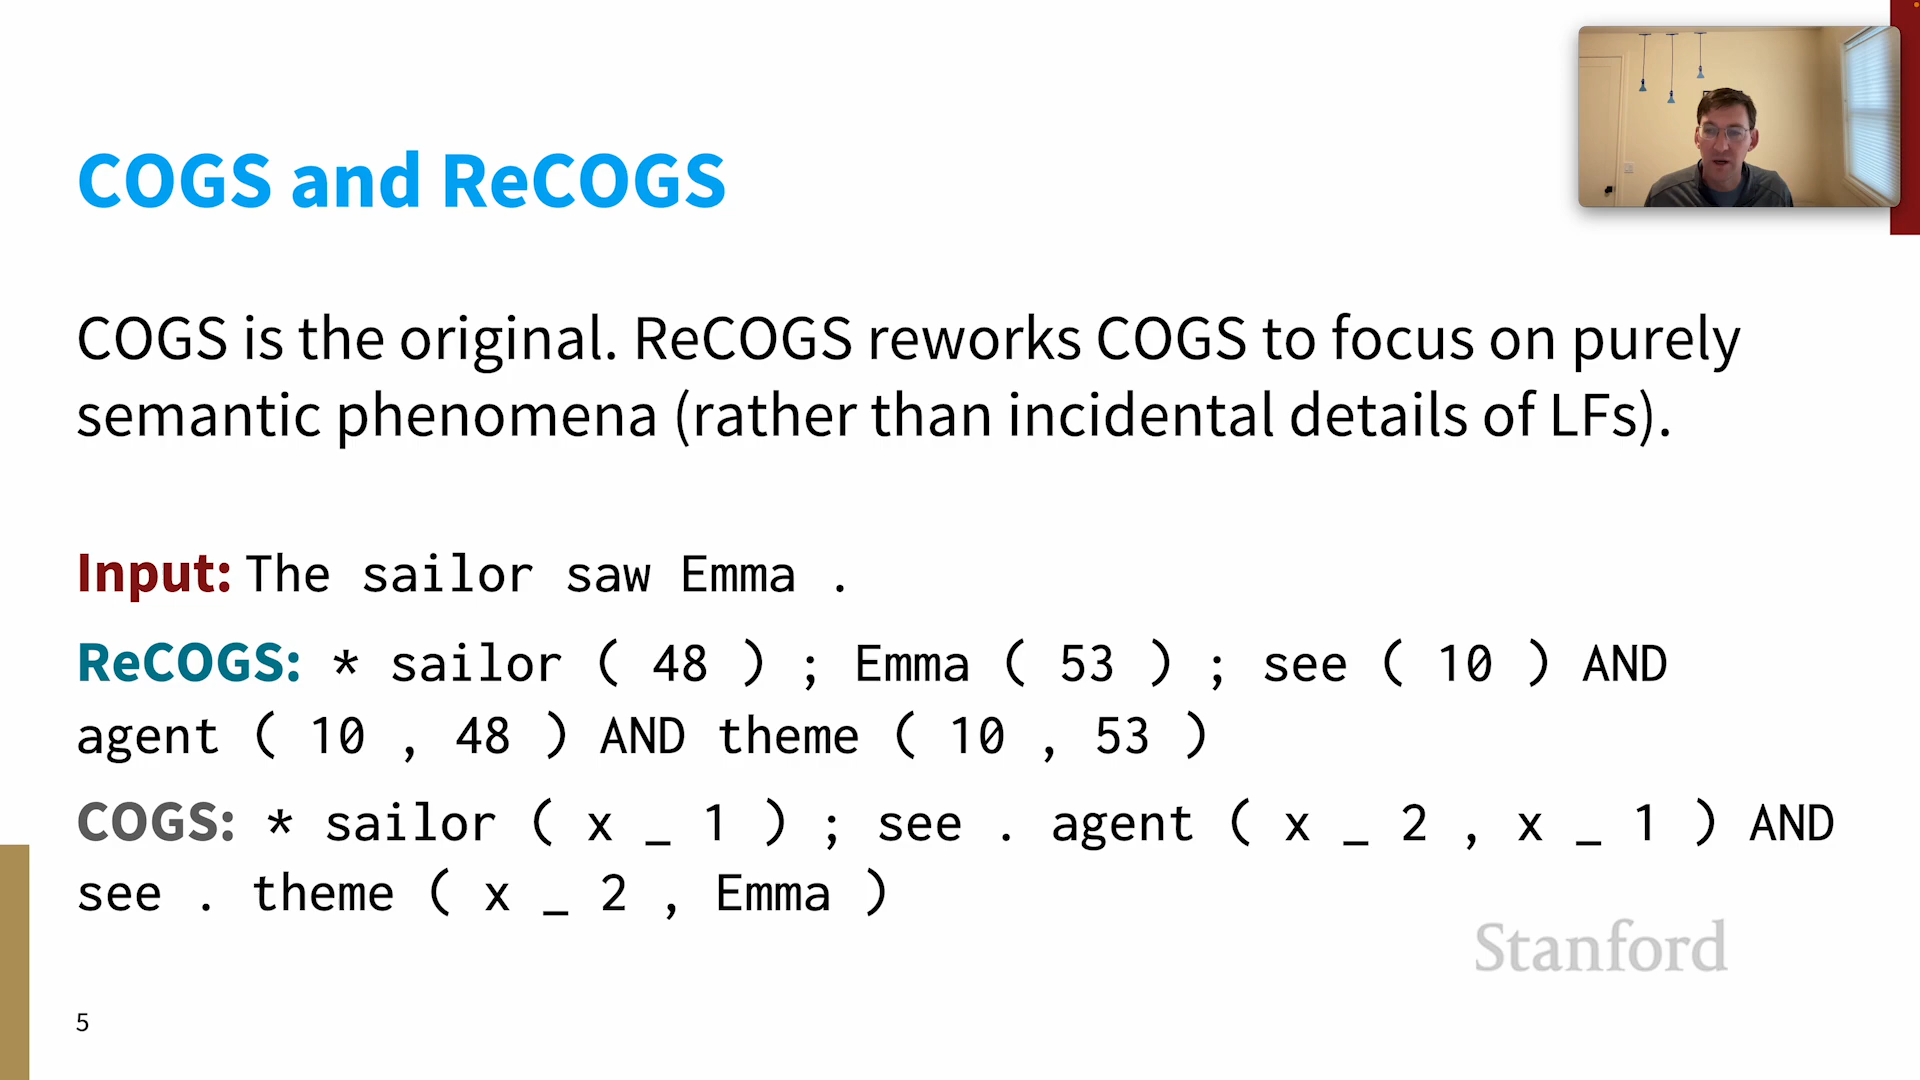 COGS and ReCOGS
COGS is the original. ReCOGS reworks COGS to focus on purely
semantic phenomena (rather than incidental details of LFs).
Input: The sailor saw Emma .
ReCOGS: * sailor ( 48 ) ; Emma ( 53 ) ; see ( 10 ) AND
agent ( 10 , 48 ) AND theme ( 10 , 53 )
COGS: * sailor ( x _ 1 ) ; see . agent ( x _ 2 , x _ 1 ) AND
see . theme ( x _ 2 , Emma )
Stanford
5